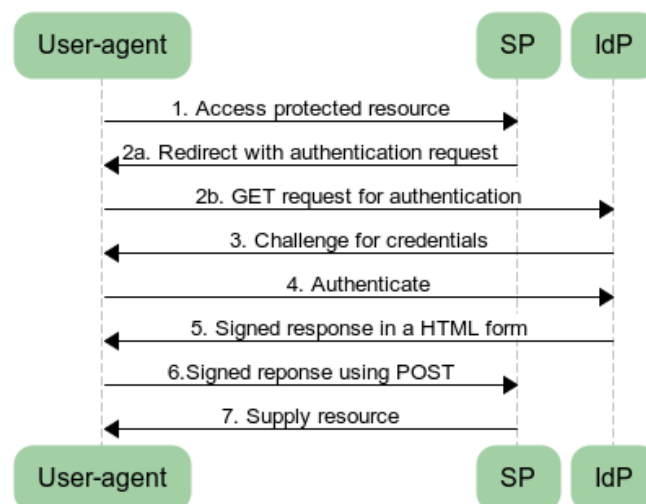 User-agent SP IdP
1. Access protected resource
2a. Redirect with authentication request
2b. GET request for authentication
3. Challenge for credentials
4. Authenticate
5. Signed response in a HTML form
6.Signed reponse using POST
7. Supply resource
User-agent SP IdP